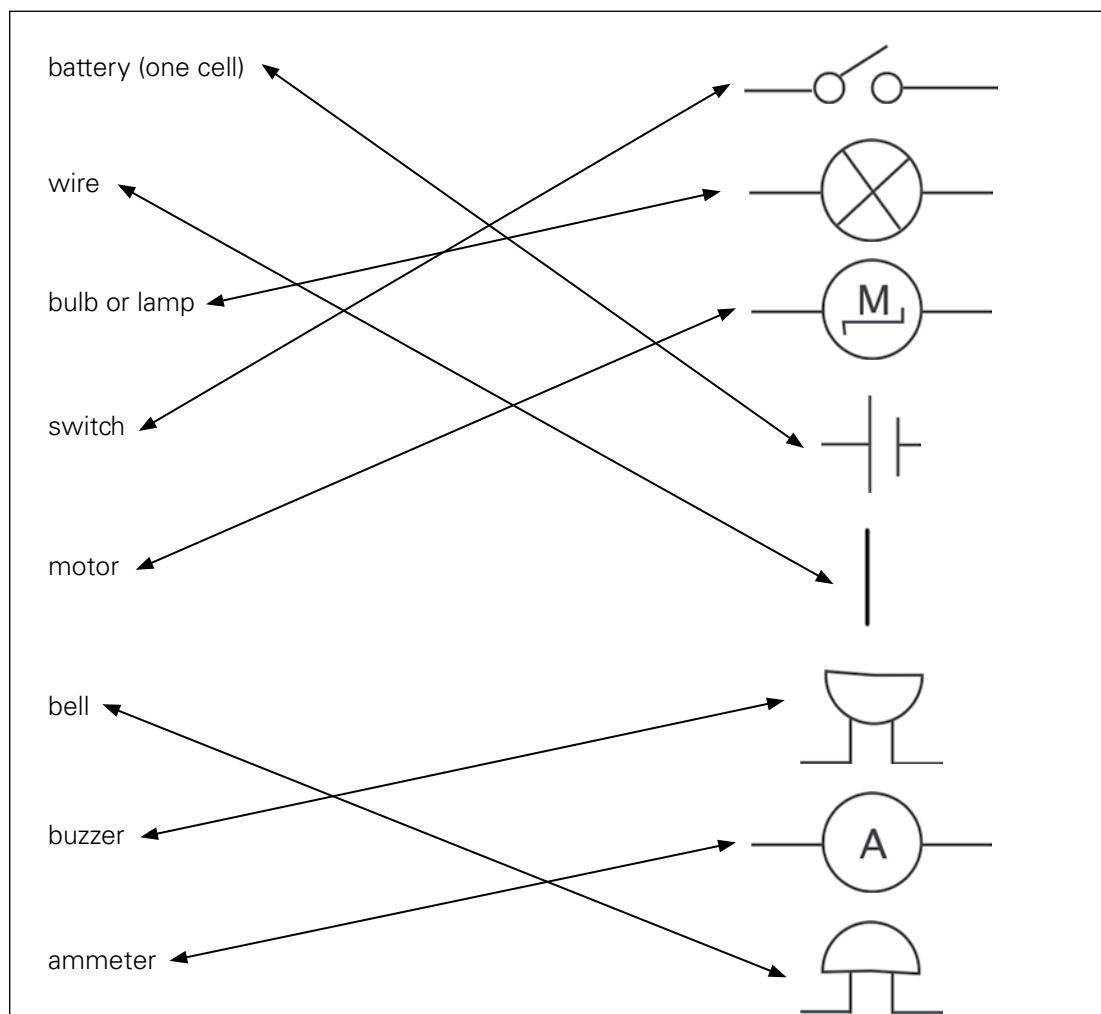 battery (one cell)
wire
bulb or lamp
M
switch
motor
bell
buzzer
A
ammeter